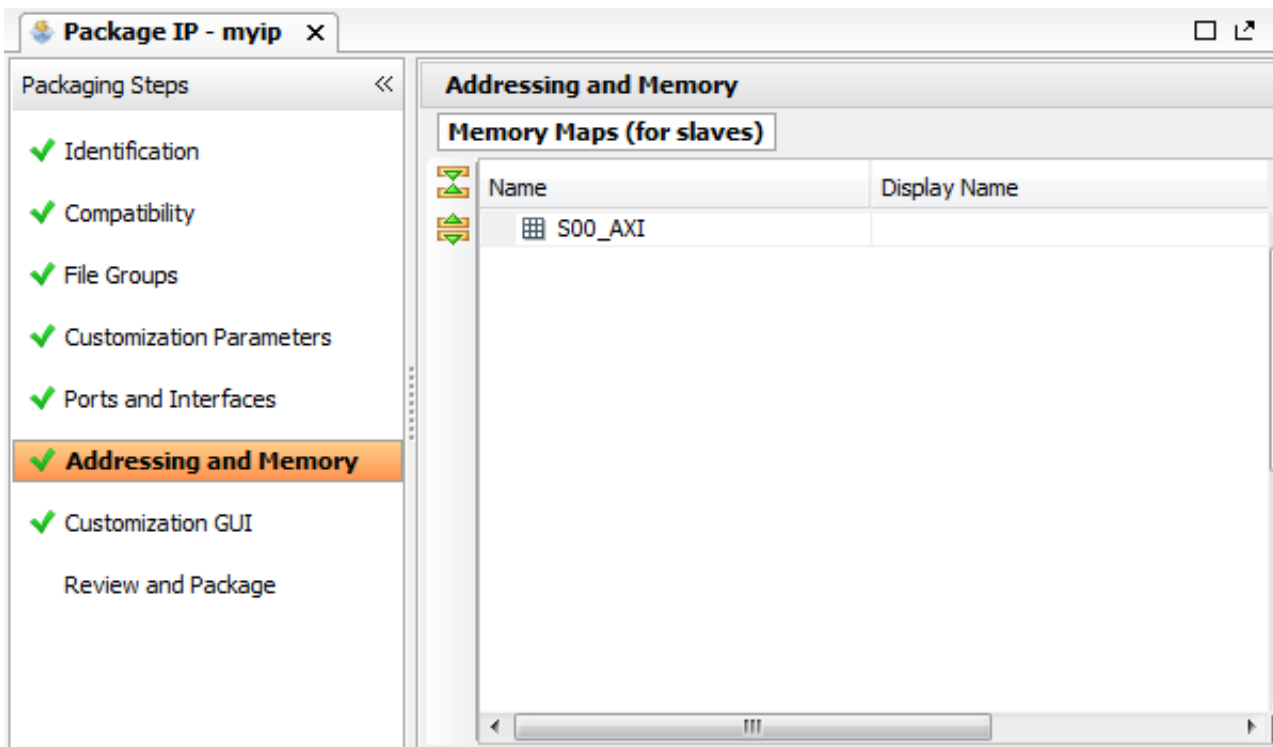 Package IP - myip
Packaging Steps
Identification
Compatibility
File Groups
Customization Parameters
Ports and Interfaces
Addressing and Memory
Customization GUI
Review and Package
Addressing and Memory
Memory Maps (for slaves)
Name Display Name
S00_AXI